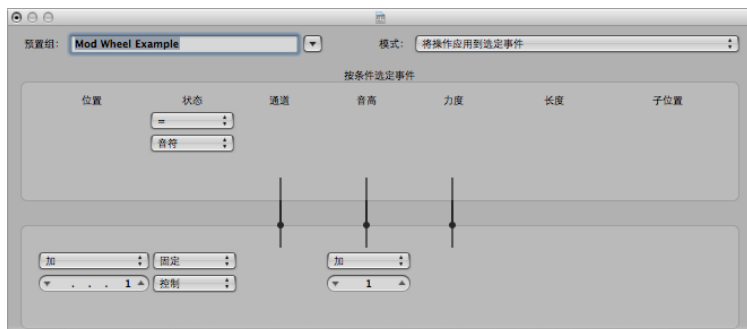 预置组: Mod Wheel Example 模式: 将操作应用到选定事件
按条件选定事件
位置 状态 通道 音高 力度 长度 子位置
=
音符
加 固定 加
. . . 1 控制 1